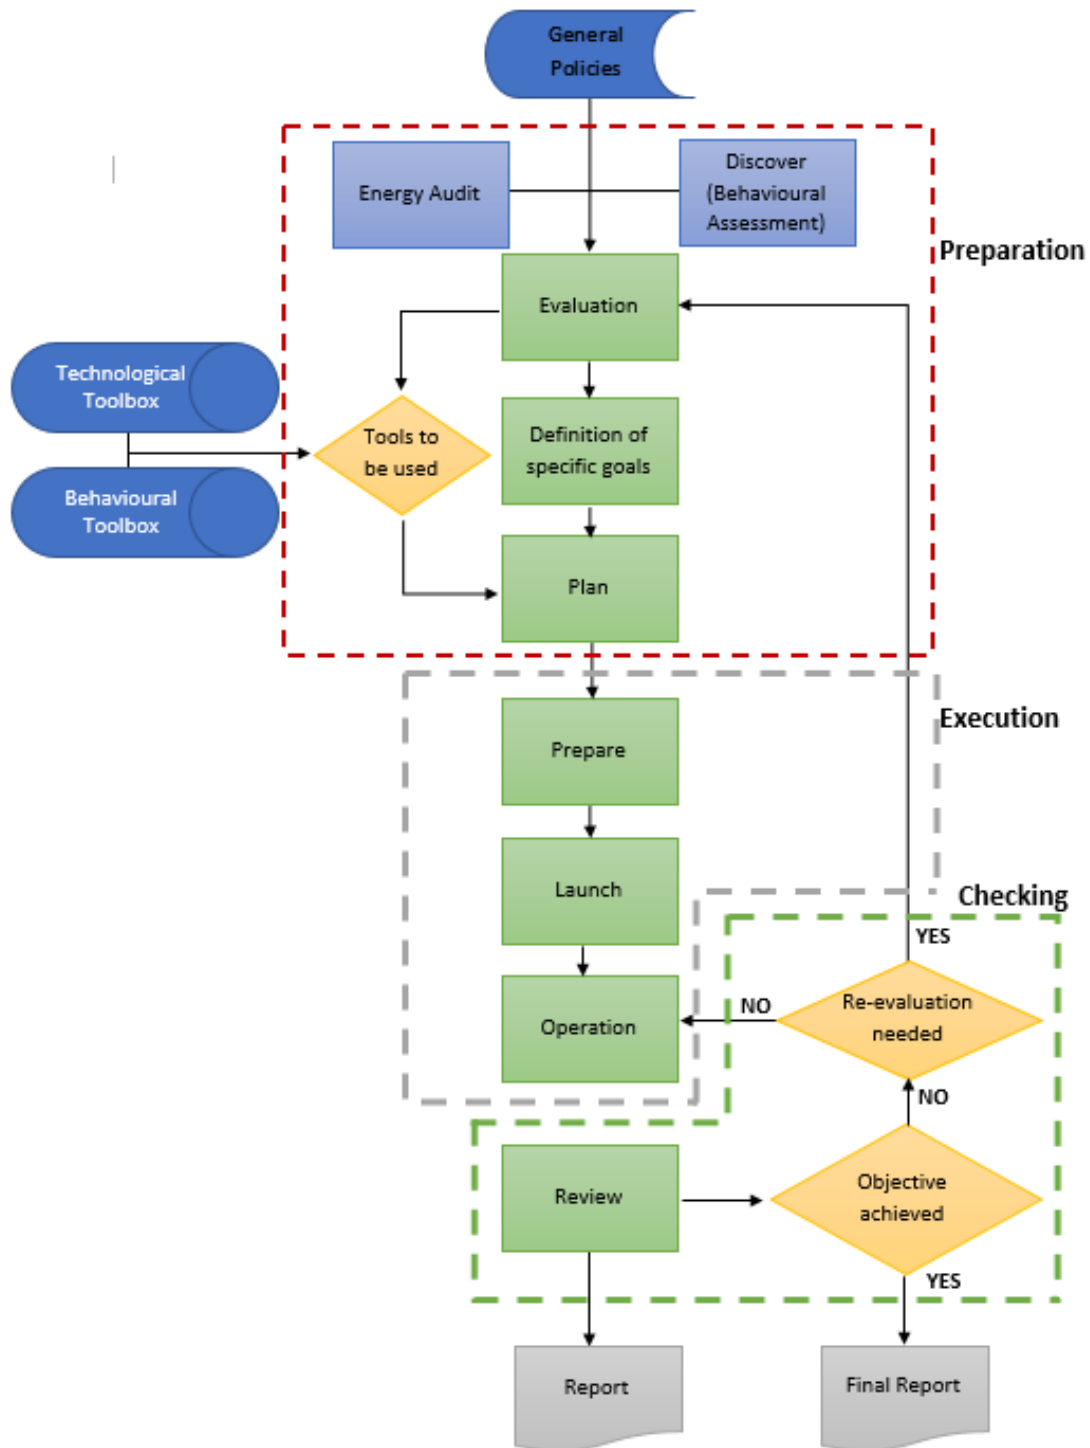 General
Policies
Energy Audit
Discover
(Behavioural
Assessment)
Preparation
Evaluation
Technological
Toolbox
Tools to
be used
Definition of
specific goals
Behavioural
Toolbox
Plan
Execution
Prepare
Launch
Checking
YES
Re-evaluation
needed
NO
Operation
NO
Review
Objective
achieved
YES
Report
Final Report